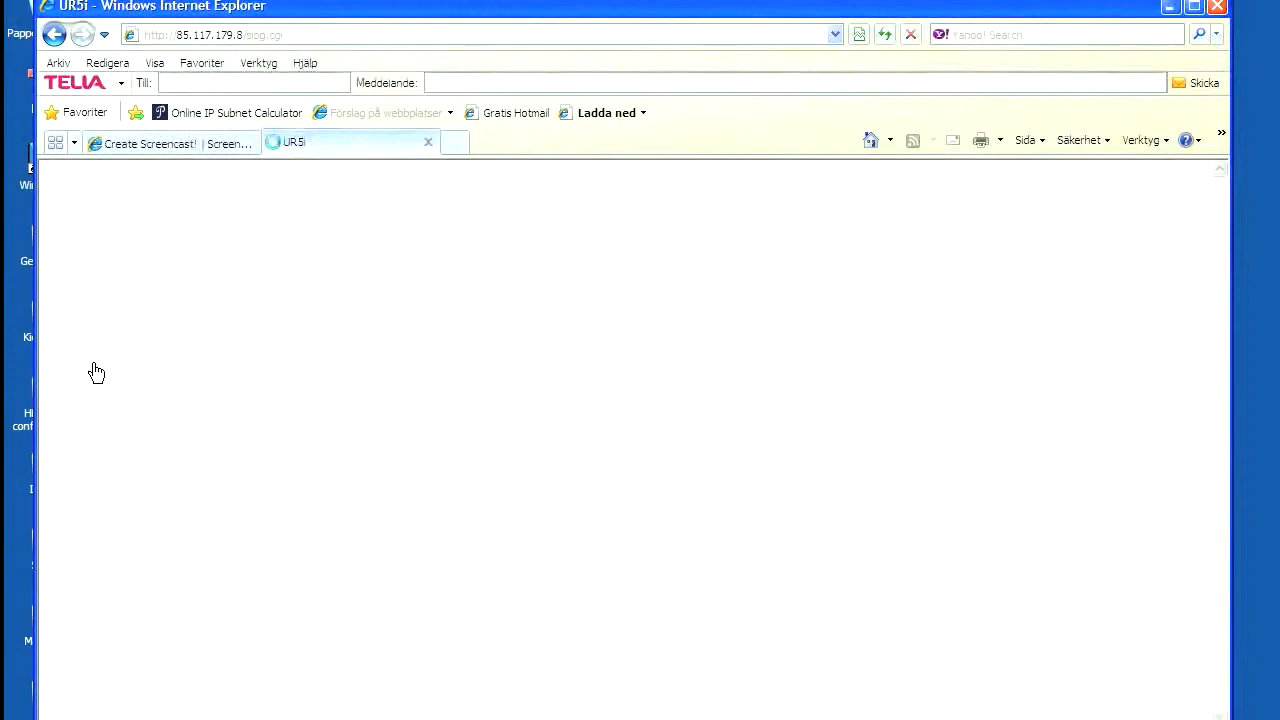 UR5i - Windows Internet Explorer
http://85.117.179.8/slog.cgi
Yahoo! Search
Arkiv Redigera Visa Favoriter Verktyg Hjälp
TELIA Till: Meddelande: Skicka
Favoriter Online IP Subnet Calculator Förslag på webbplatser Gratis Hotmail Ladda ned
Create Screencast! | Screen... UR5i Sida Säkerhet Verktyg
Ge